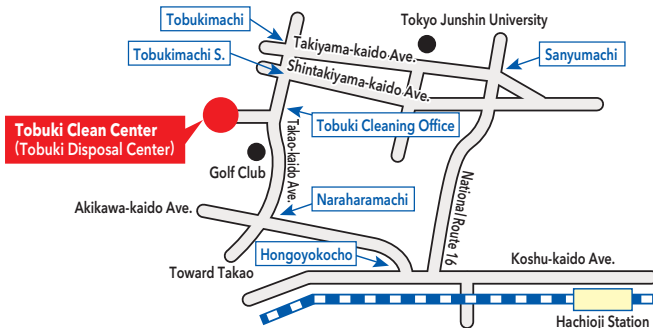 Tobukimachi
Tokyo Junshin University
Takiyama-kaido Ave.
Tobukimachi S.
Sanyumachi
Shintakiyama-kaido Ave.
Tobuki Clean Center
(Tobuki Disposal Center)
Tobuki Cleaning Office
Takao-kaido Ave.
Golf Club
National Route 16
Naraharamachi
Akikawa-kaido Ave.
Hongoyokocho
Koshu-kaido Ave.
Toward Takao
Hachioji Station